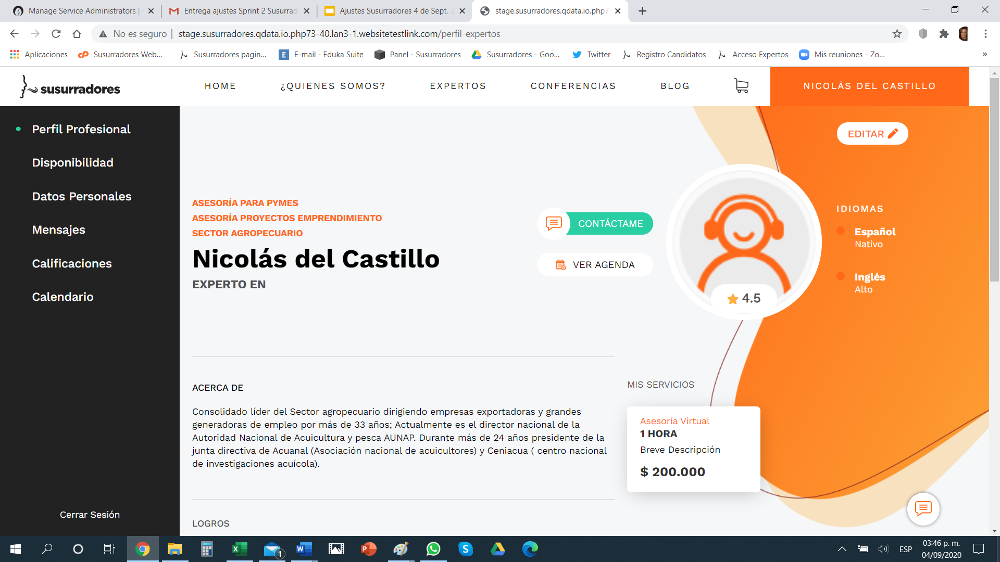 Manage Service Administrators |
Entrega ajustes Sprint 2 Susurrad
Ajustes Susurradores 4 de Sept. .p
stage.susurradores.qdata.io.php7
No es seguro | stage.susurradores.qdata.io.php73-40.lan3-1.websitetestlink.com/perfil-expertos
Aplicaciones
Susurradores Web...
Susurradores pagin...
E-mail - Eduka Suite
Panel - Susurradores
Susurradores - Goo...
Twitter
Registro Candidatos
Acceso Expertos
Mis reuniones - Zo...
»
susurradores
HOME
¿QUIENES SOMOS?
EXPERTOS
CONFERENCIAS
BLOG
NICOLÁS DEL CASTILLO
Perfil Profesional
Disponibilidad
Datos Personales
Mensajes
Calificaciones
Calendario
Cerrar Sesión
EDITAR
ASESORÍA PARA PYMES
ASESORÍA PROYECTOS EMPRENDIMIENTO
SECTOR AGROPECUARIO
Nicolás del Castillo
EXPERTO EN
CONTÁCTAME
VER AGENDA
4.5
IDIOMAS
Español
Nativo
Inglés
Alto
ACERCA DE
Consolidado líder del Sector agropecuario dirigiendo empresas exportadoras y grandes
generadoras de empleo por más de 33 años; Actualmente es el director nacional de la
Autoridad Nacional de Acuicultura y pesca AUNAP. Durante más de 24 años presidente de la
junta directiva de Acuanal (Asociación nacional de acuicultores) y Ceniacua ( centro nacional
de investigaciones acuícola).
LOGROS
MIS SERVICIOS
Asesoría Virtual
1 HORA
Breve Descripción
$ 200.000
1
ESP
03:46 p. m.
04/09/2020